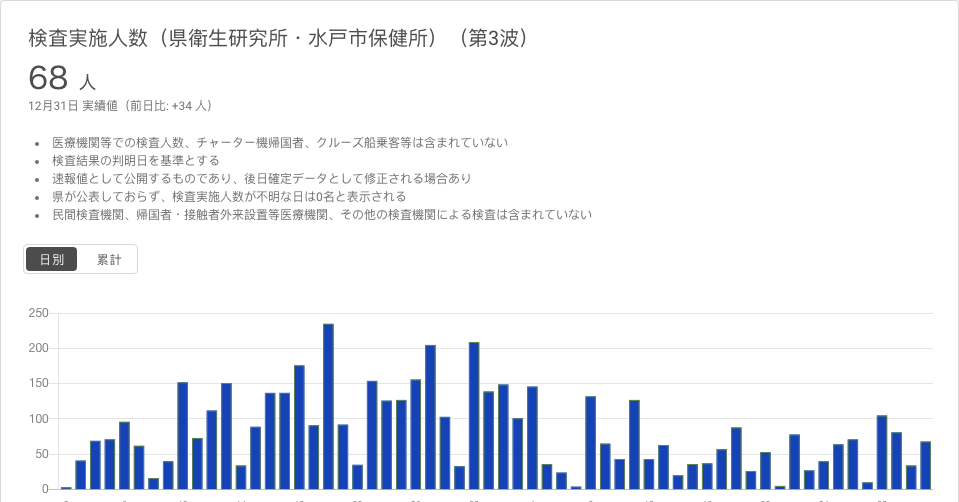 検査実施人数（県衛生研究所・水戸市保健所）（第3波）
68 人
12月31日 実績値（前日比: +34 人）
医療機関等での検査人数、チャーター機帰国者、クルーズ船乗客等は含まれていない
検査結果の判明日を基準とする
速報値として公開するものであり、後日確定データとして修正される場合あり
県が公表しておらず、検査実施人数が不明な日は0名と表示される
民間検査機関、帰国者・接触者外来設置等医療機関、その他の検査機関による検査は含まれていない
日別 累計
250
200
150
100
50
0